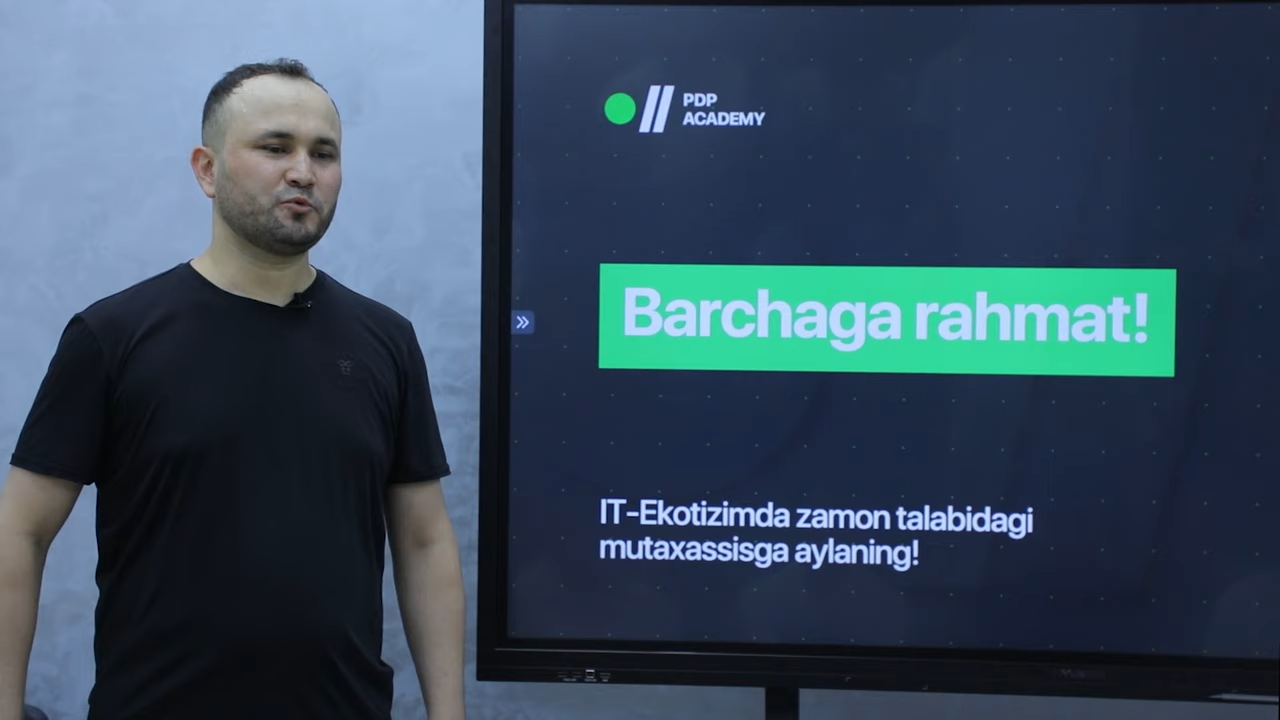 PDP
ACADEMY
Barchaga rahmat!
IT-Ekotizimda zamon talabidagi
mutaxassisga aylaning!